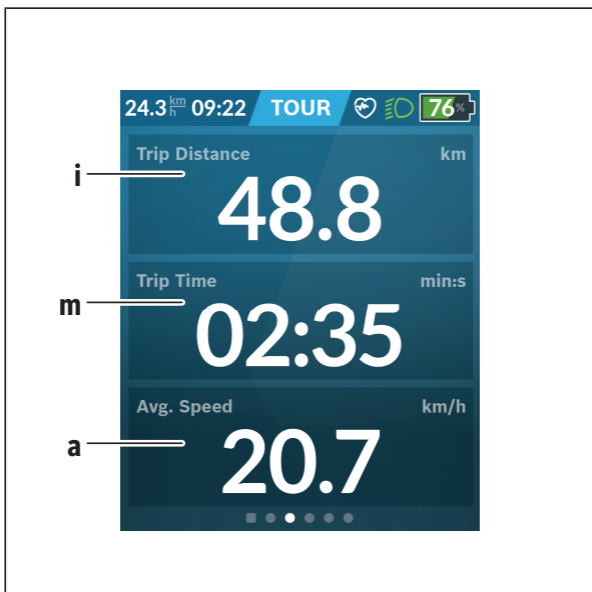 24.3 km/h 09:22 TOUR 76%
Trip Distance km
i
48.8
Trip Time min:s
m
02:35
Avg. Speed km/h
a
20.7